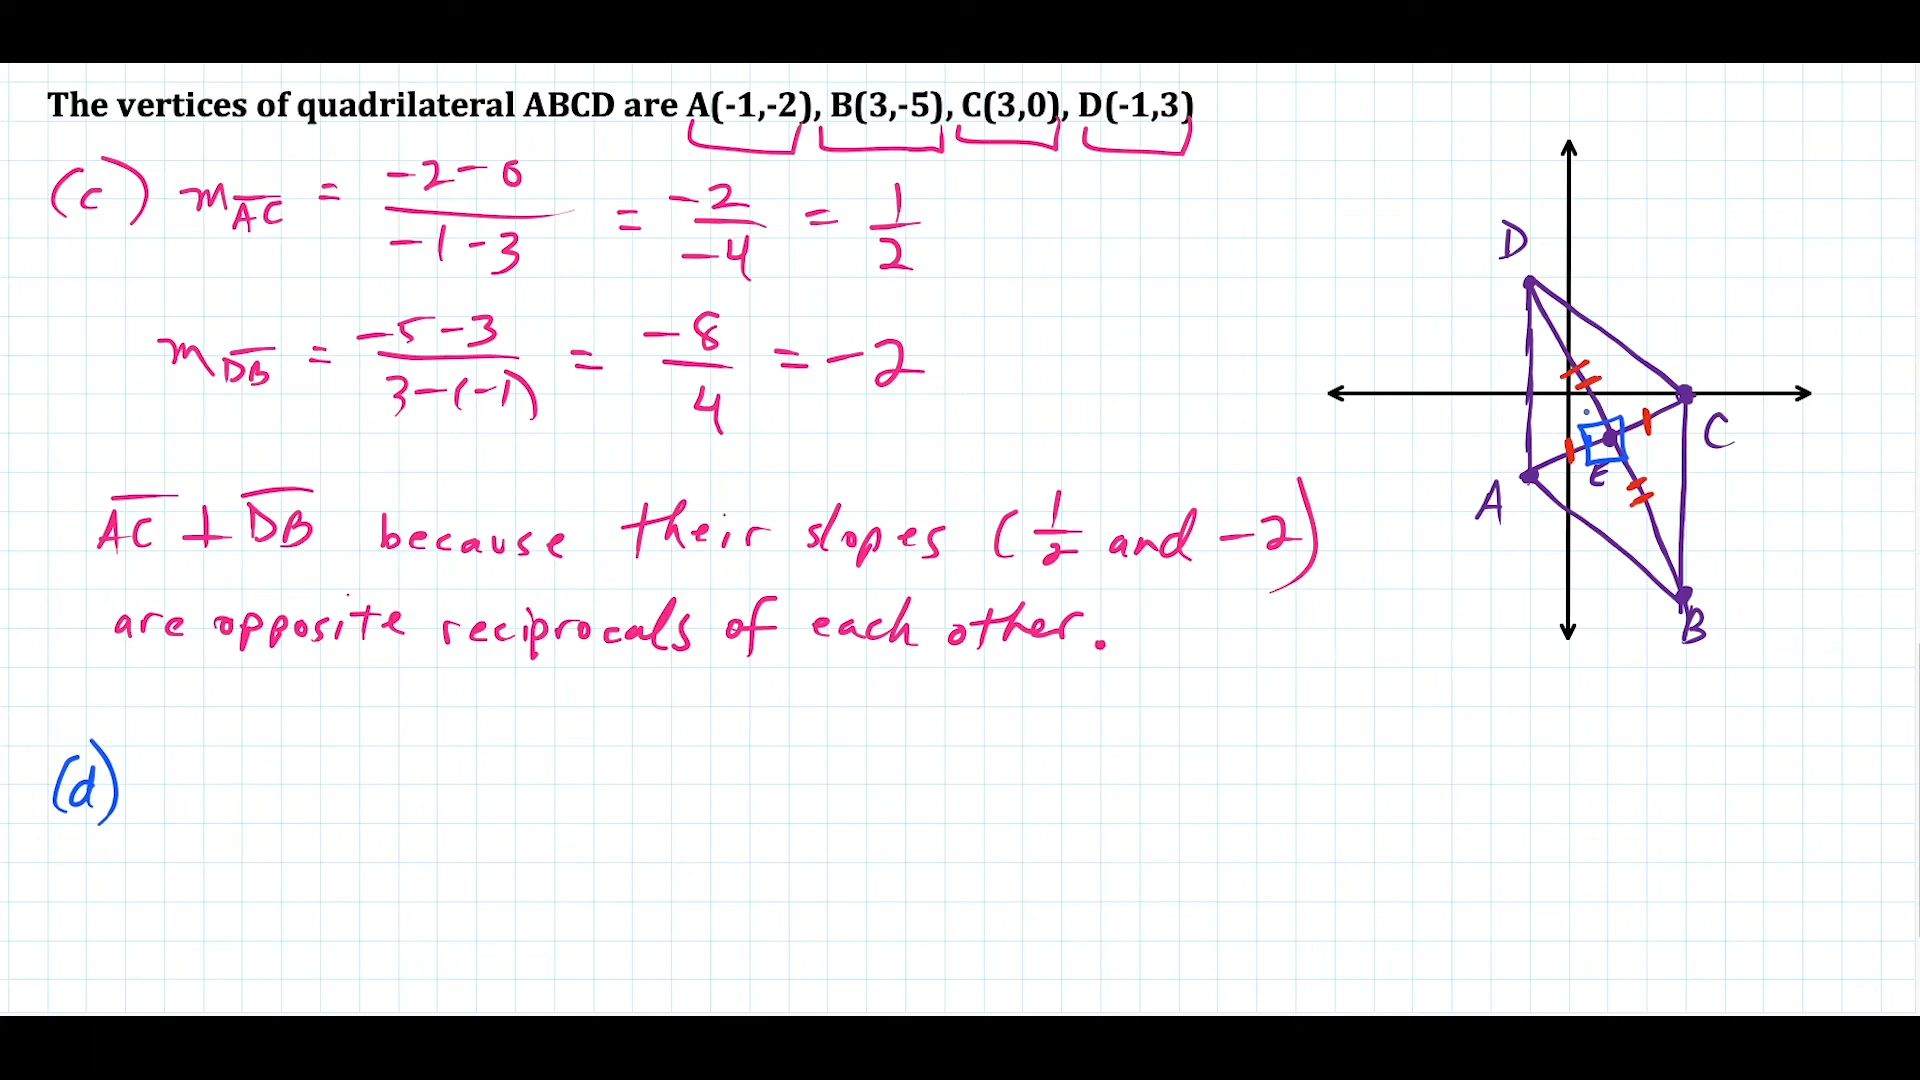 The vertices of quadrilateral ABCD are A(-1,-2), B(3,-5), C(3,0), D(-1,3)
(c) m_AC = (-2-0)/(-1-3) = -2/-4 = 1/2
m_DB = (-5-3)/(3-(-1)) = -8/4 = -2
AC ⊥ DB because their slopes (1/2 and -2)
are opposite reciprocals of each other.
(d)
D
C
E
A
B